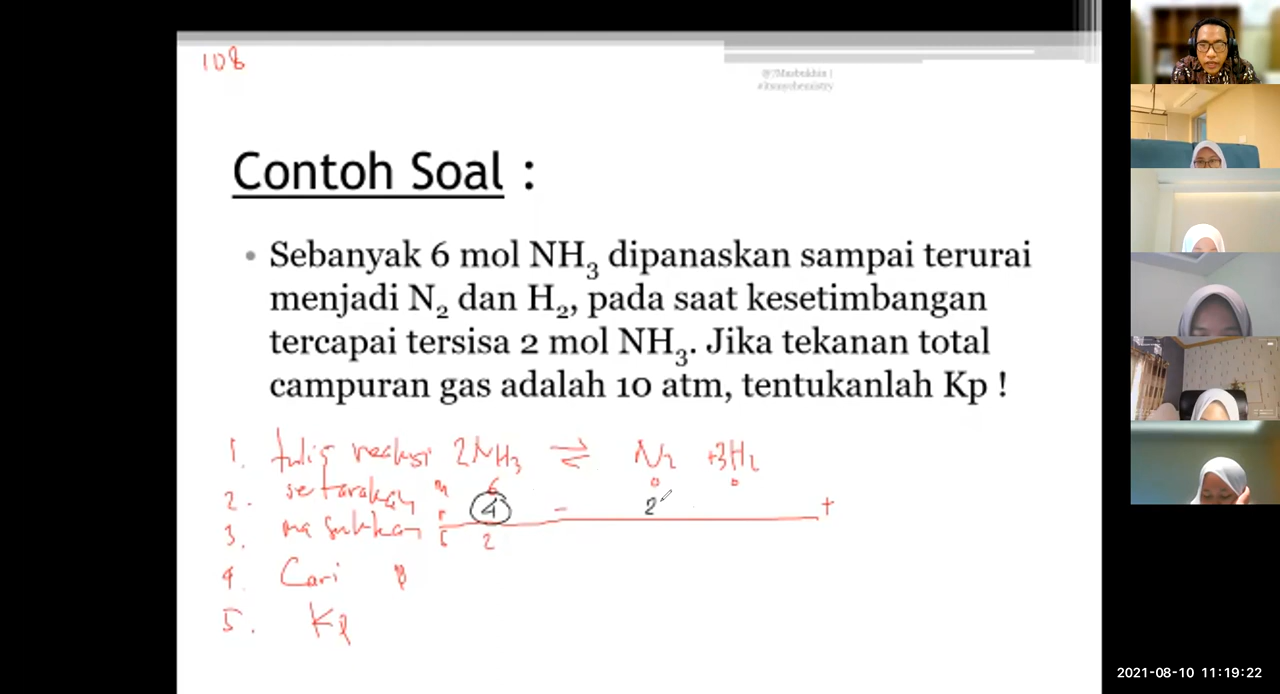 108
@7Masbukhin |
#itsmychemistry
Contoh Soal :
• Sebanyak 6 mol NH₃ dipanaskan sampai terurai
menjadi N₂ dan H₂, pada saat kesetimbangan
tercapai tersisa 2 mol NH₃. Jika tekanan total
campuran gas adalah 10 atm, tentukanlah Kp !
1. tulis reaksi 2NH₃ ⇌ N₂ +3H₂
2. setarakan m 6 0 0
3. masukkan r 4 - 2 +
s 2
4. Cari P
5. Kp
2021-08-10 11:19:22